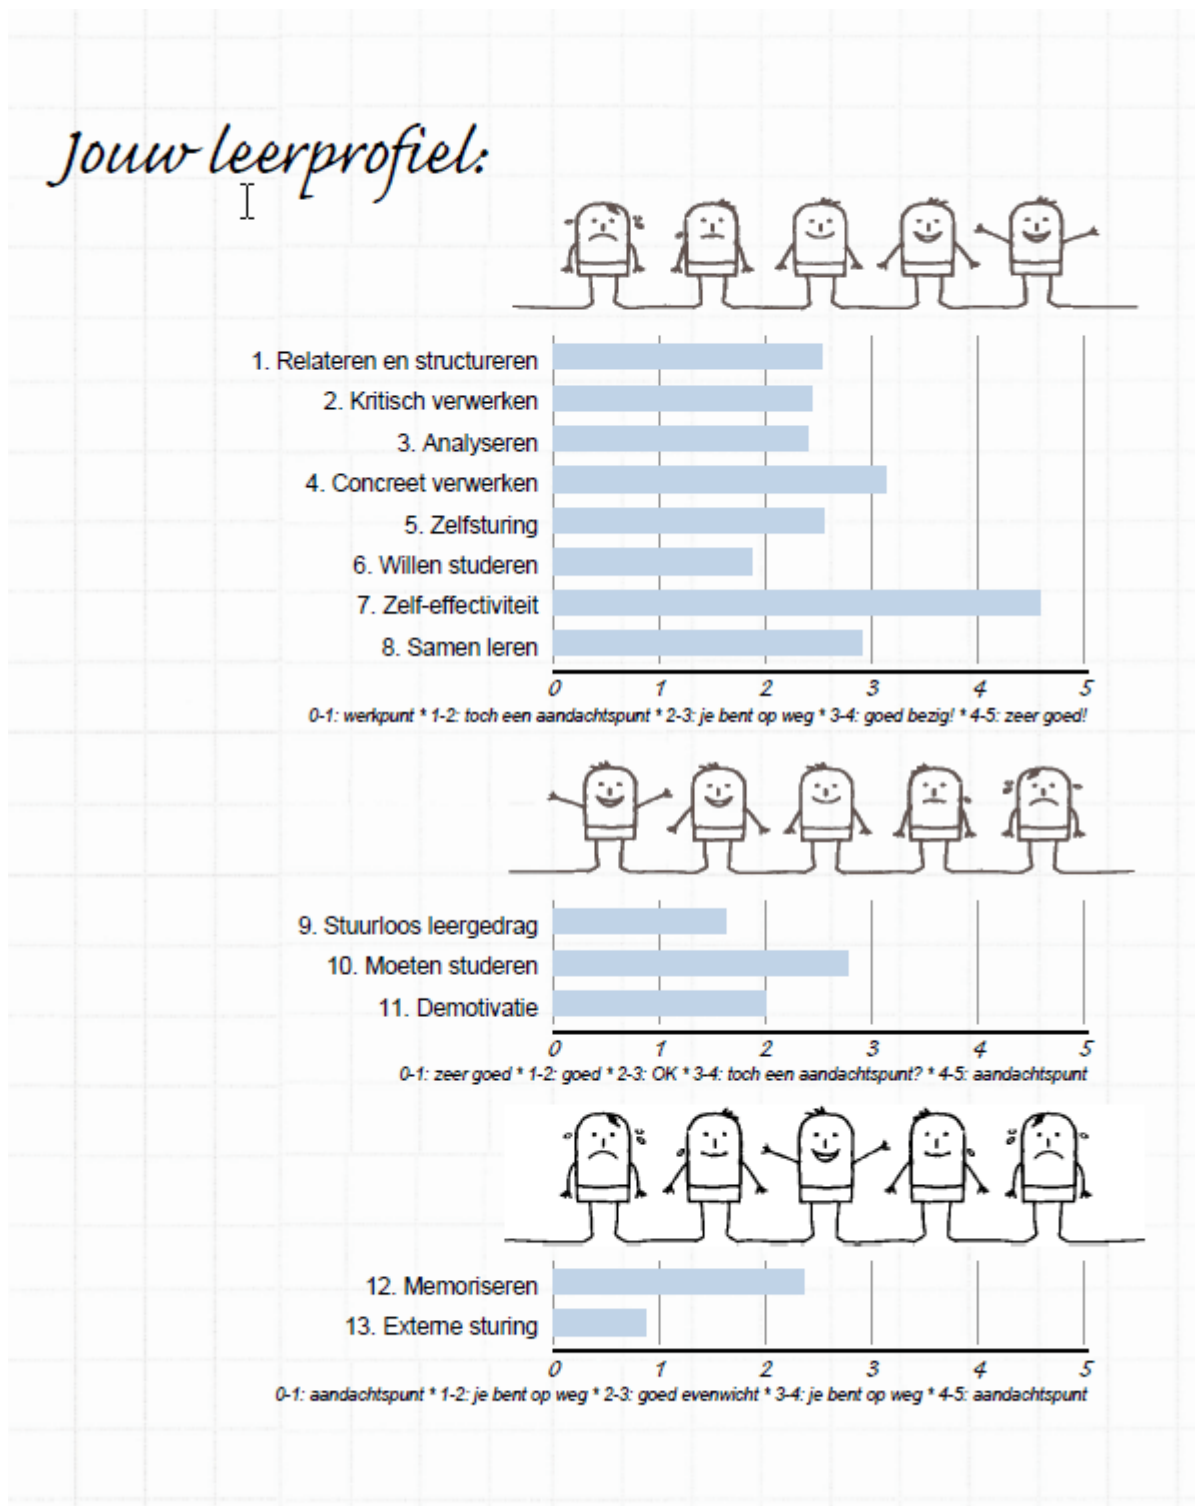 Jouw leerprofiel:
1. Relateren en structureren
2. Kritisch verwerken
3. Analyseren
4. Concreet verwerken
5. Zelfsturing
6. Willen studeren
7. Zelf-effectiviteit
8. Samen leren
0 1 2 3 4 5
0-1: werkpunt * 1-2: toch een aandachtspunt * 2-3: je bent op weg * 3-4: goed bezig! * 4-5: zeer goed!
9. Stuurloos leergedrag
10. Moeten studeren
11. Demotivatie
0 1 2 3 4 5
0-1: zeer goed * 1-2: goed * 2-3: OK * 3-4: toch een aandachtspunt? * 4-5: aandachtspunt
12. Memoriseren
13. Externe sturing
0 1 2 3 4 5
0-1: aandachtspunt * 1-2: je bent op weg * 2-3: goed evenwicht * 3-4: je bent op weg * 4-5: aandachtspunt